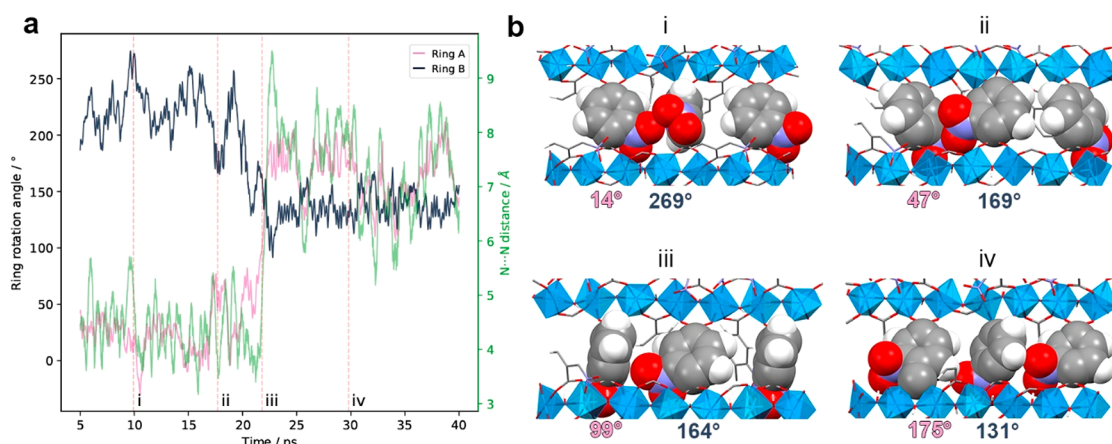 a
Ring rotation angle / °
250
200
150
100
50
0
Ring A
Ring B
i
ii
iii
iv
5
10
15
20
25
30
35
40
Time / ps
9
8
7
6
5
4
3
N···N distance / Å
b
i
14° 269°
ii
47° 169°
iii
99° 164°
iv
175° 131°